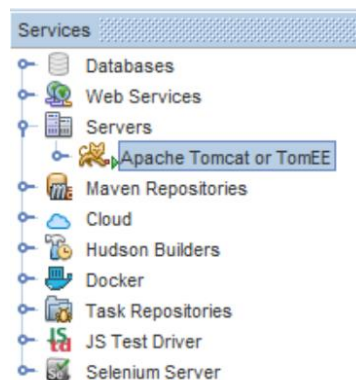 Services
Databases
Web Services
Servers
Apache Tomcat or TomEE
Maven Repositories
Cloud
Hudson Builders
Docker
Task Repositories
JS Test Driver
Selenium Server